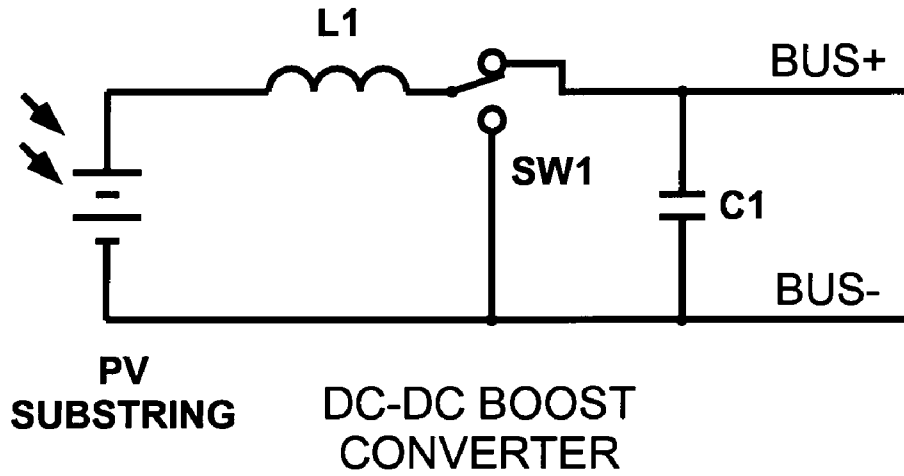 L1
BUS+
SW1
C1
BUS-
PV
SUBSTRING
DC-DC BOOST
CONVERTER